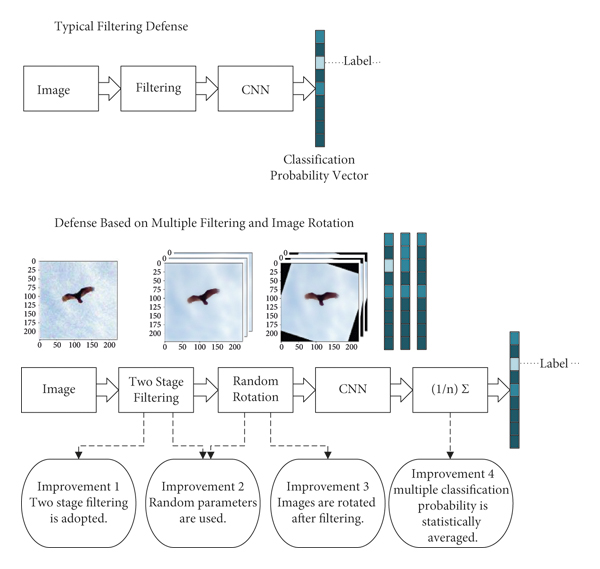 Typical Filtering Defense
Image
Filtering
CNN
Label
Classification
Probability Vector
Defense Based on Multiple Filtering and Image Rotation
0
25
50
75
100
125
150
175
200
0 50 100 150 200
0
0
0
25
50
75
100
125
150
175
200
0 50 100 150 200
0
0
0
25
50
75
100
125
150
175
200
0 50 100 150 200
Image
Two Stage
Filtering
Random
Rotation
CNN
(1/n) Σ
Label
Improvement 1
Two stage filtering
is adopted.
Improvement 2
Random parameters
are used.
Improvement 3
Images are rotated
after filtering.
Improvement 4
multiple classification
probability is
statistically
averaged.